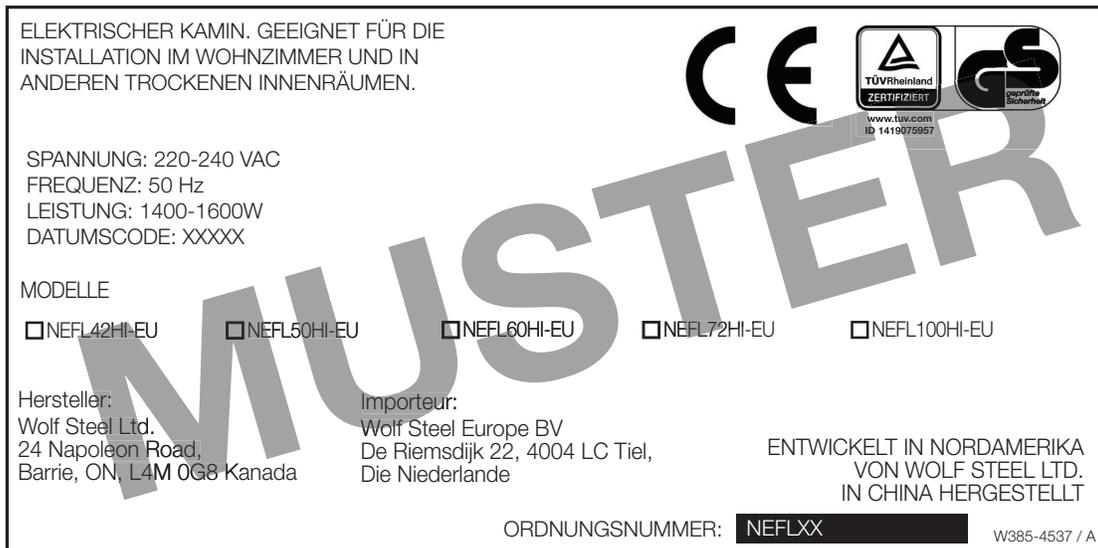 ELEKTRISCHER KAMIN. GEEIGNET FÜR DIE
INSTALLATION IM WOHNZIMMER UND IN
ANDEREN TROCKENEN INNENRÄUMEN.
CE
TÜVRheinland
ZERTIFIZIERT
www.tuv.com
ID 1419075957
GS
geprüfte
Sicherheit
SPANNUNG: 220-240 VAC
FREQUENZ: 50 Hz
LEISTUNG: 1400-1600W
DATUMSCODE: XXXXX
MUSTER
MODELLE
NEFL42HI-EU NEFL50HI-EU NEFL60HI-EU NEFL72HI-EU NEFL100HI-EU
Hersteller:
Wolf Steel Ltd.
24 Napoleon Road,
Barrie, ON, L4M 0G8 Kanada
Importeur:
Wolf Steel Europe BV
De Riemsdijk 22, 4004 LC Tiel,
Die Niederlande
ENTWICKELT IN NORDAMERIKA
VON WOLF STEEL LTD.
IN CHINA HERGESTELLT
ORDNUNGSNUMMER: NEFLXX
W385-4537 / A